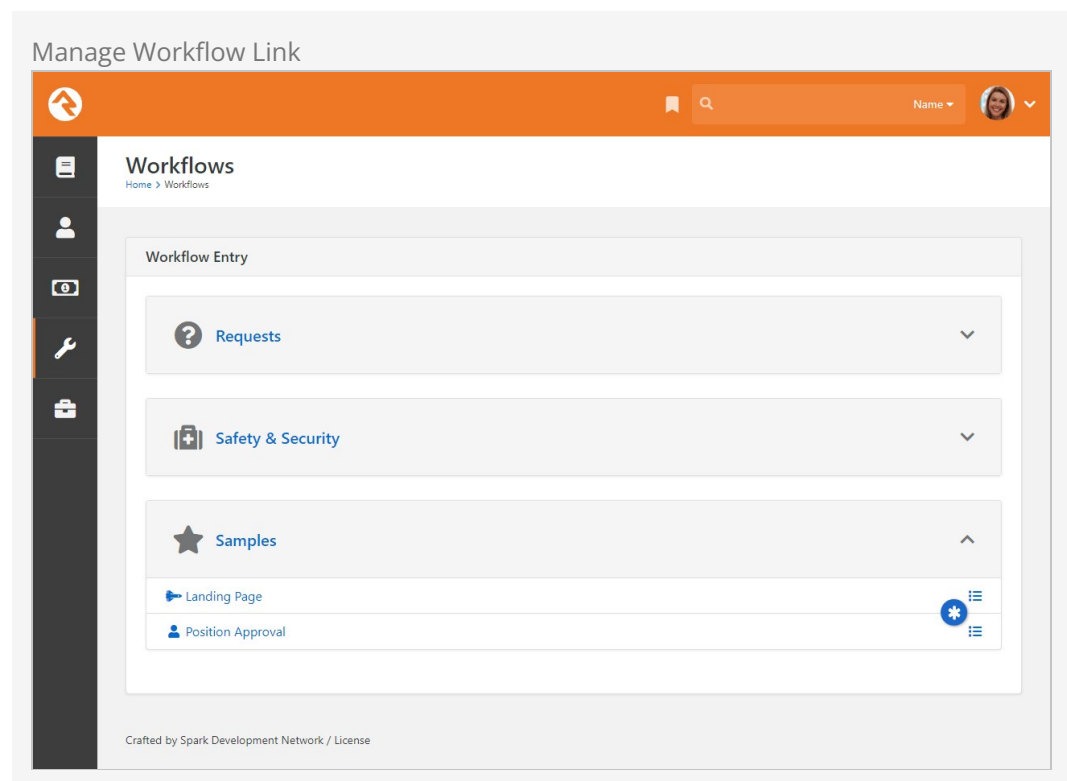 Manage Workflow Link
Name
Workflows
Home > Workflows
Workflow Entry
Requests
Safety & Security
Samples
Landing Page
Position Approval
Crafted by Spark Development Network / License